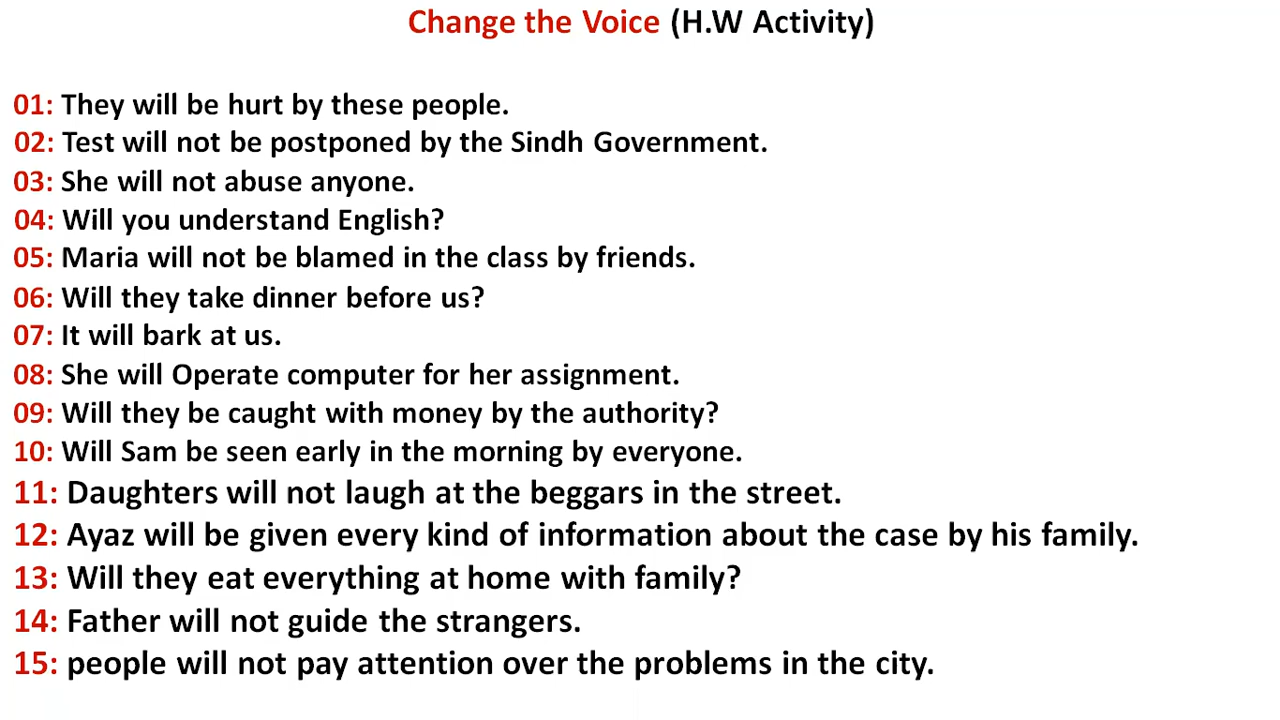 Change the Voice (H.W Activity)
01: They will be hurt by these people.
02: Test will not be postponed by the Sindh Government.
03: She will not abuse anyone.
04: Will you understand English?
05: Maria will not be blamed in the class by friends.
06: Will they take dinner before us?
07: It will bark at us.
08: She will Operate computer for her assignment.
09: Will they be caught with money by the authority?
10: Will Sam be seen early in the morning by everyone.
11: Daughters will not laugh at the beggars in the street.
12: Ayaz will be given every kind of information about the case by his family.
13: Will they eat everything at home with family?
14: Father will not guide the strangers.
15: people will not pay attention over the problems in the city.